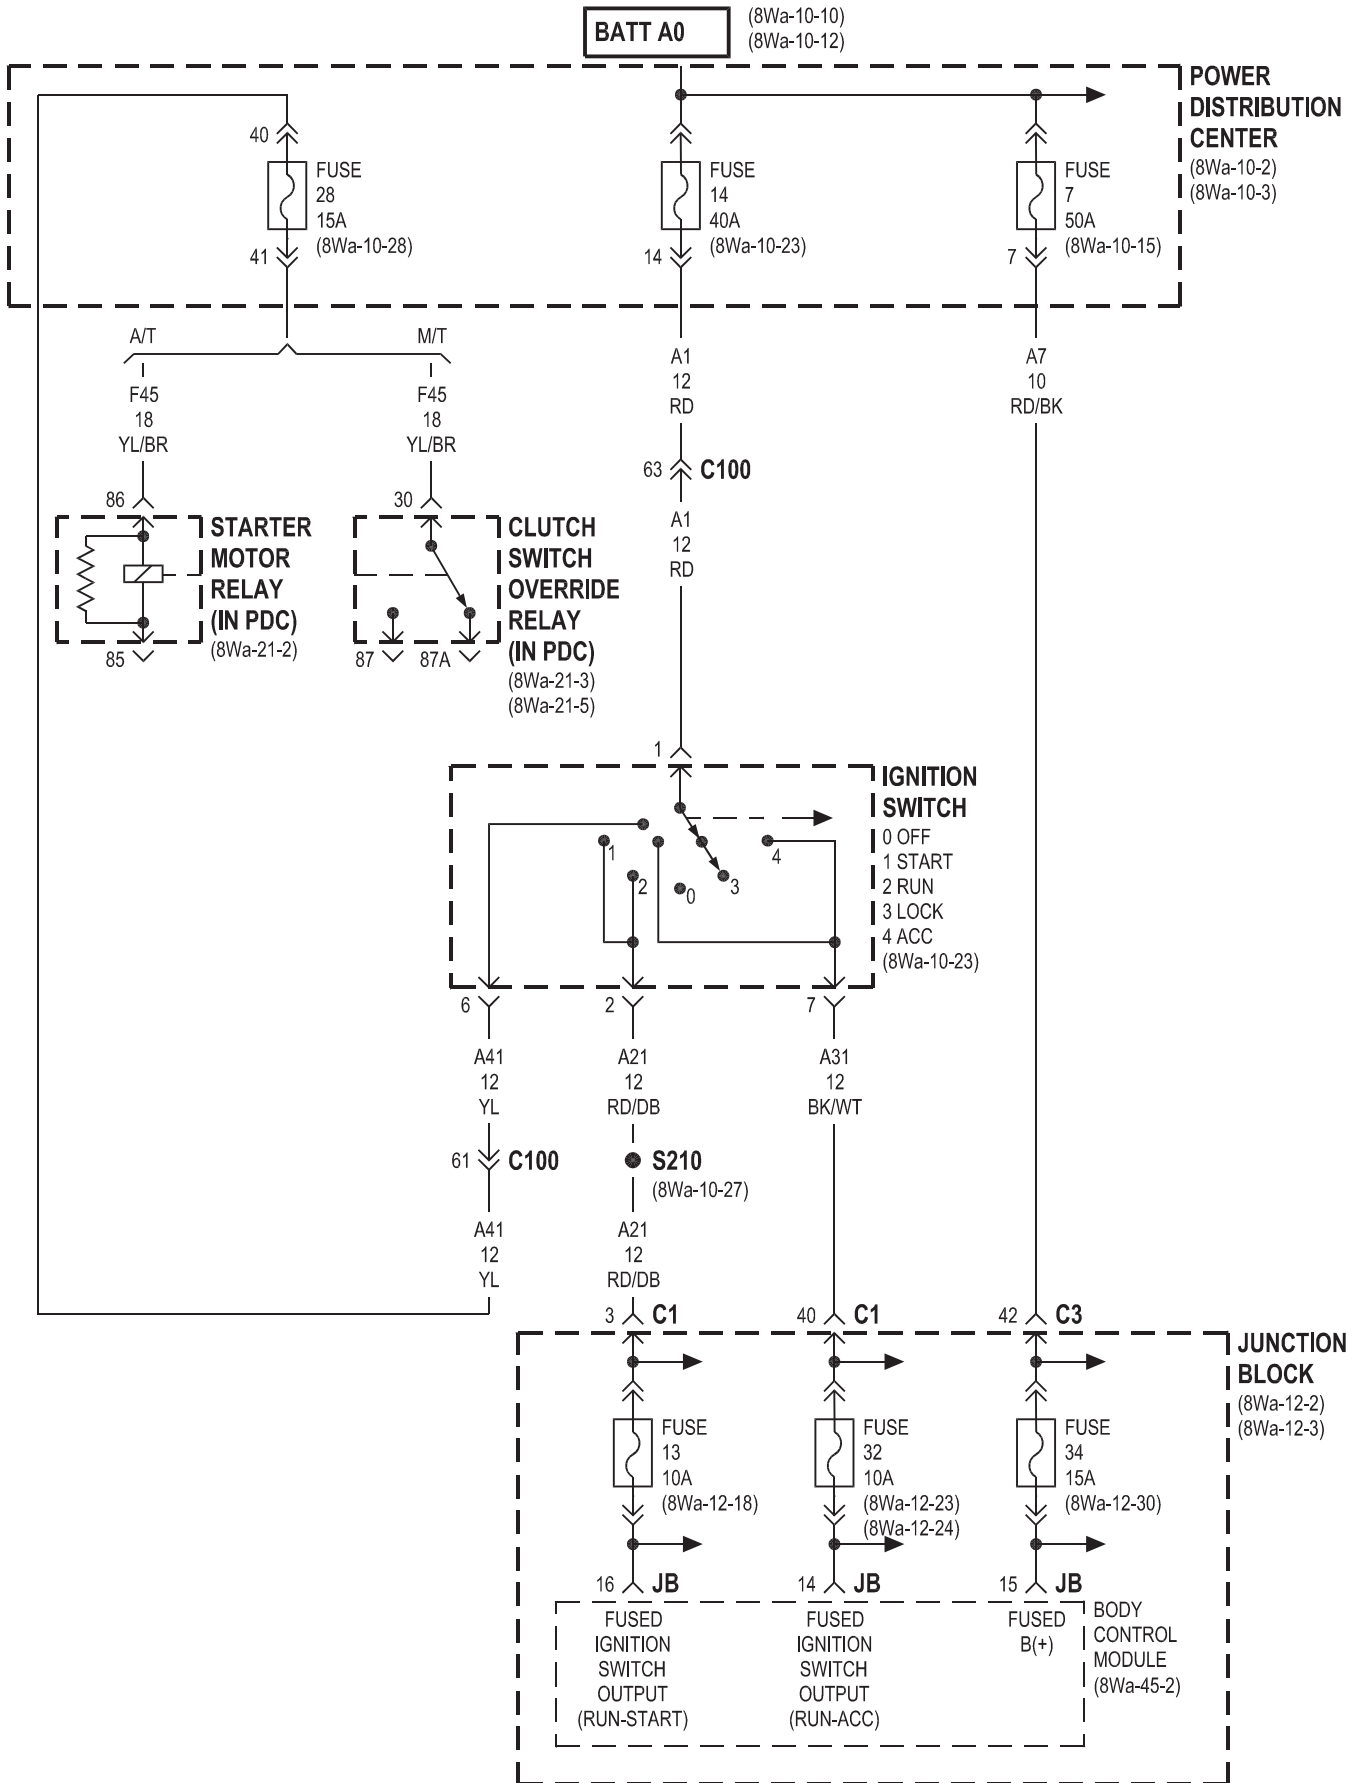 BATT A0
(8Wa-10-10)
(8Wa-10-12)
POWER
DISTRIBUTION
CENTER
(8Wa-10-2)
(8Wa-10-3)
40
FUSE
28
15A
(8Wa-10-28)
41
FUSE
14
40A
(8Wa-10-23)
14
FUSE
7
50A
(8Wa-10-15)
7
A/T
M/T
F45
18
YL/BR
F45
18
YL/BR
A1
12
RD
A7
10
RD/BK
63
C100
A1
12
RD
86
STARTER
MOTOR
RELAY
(IN PDC)
(8Wa-21-2)
85
30
CLUTCH
SWITCH
OVERRIDE
RELAY
(IN PDC)
(8Wa-21-3)
(8Wa-21-5)
87
87A
1
IGNITION
SWITCH
0 OFF
1 START
2 RUN
3 LOCK
4 ACC
(8Wa-10-23)
1
2
0
3
4
6
2
7
A41
12
YL
A21
12
RD/DB
A31
12
BK/WT
61
C100
S210
(8Wa-10-27)
A41
12
YL
A21
12
RD/DB
3
C1
40
C1
42
C3
JUNCTION
BLOCK
(8Wa-12-2)
(8Wa-12-3)
FUSE
13
10A
(8Wa-12-18)
FUSE
32
10A
(8Wa-12-23)
(8Wa-12-24)
FUSE
34
15A
(8Wa-12-30)
16
JB
14
JB
15
JB
FUSED
IGNITION
SWITCH
OUTPUT
(RUN-START)
FUSED
IGNITION
SWITCH
OUTPUT
(RUN-ACC)
FUSED
B(+)
BODY
CONTROL
MODULE
(8Wa-45-2)